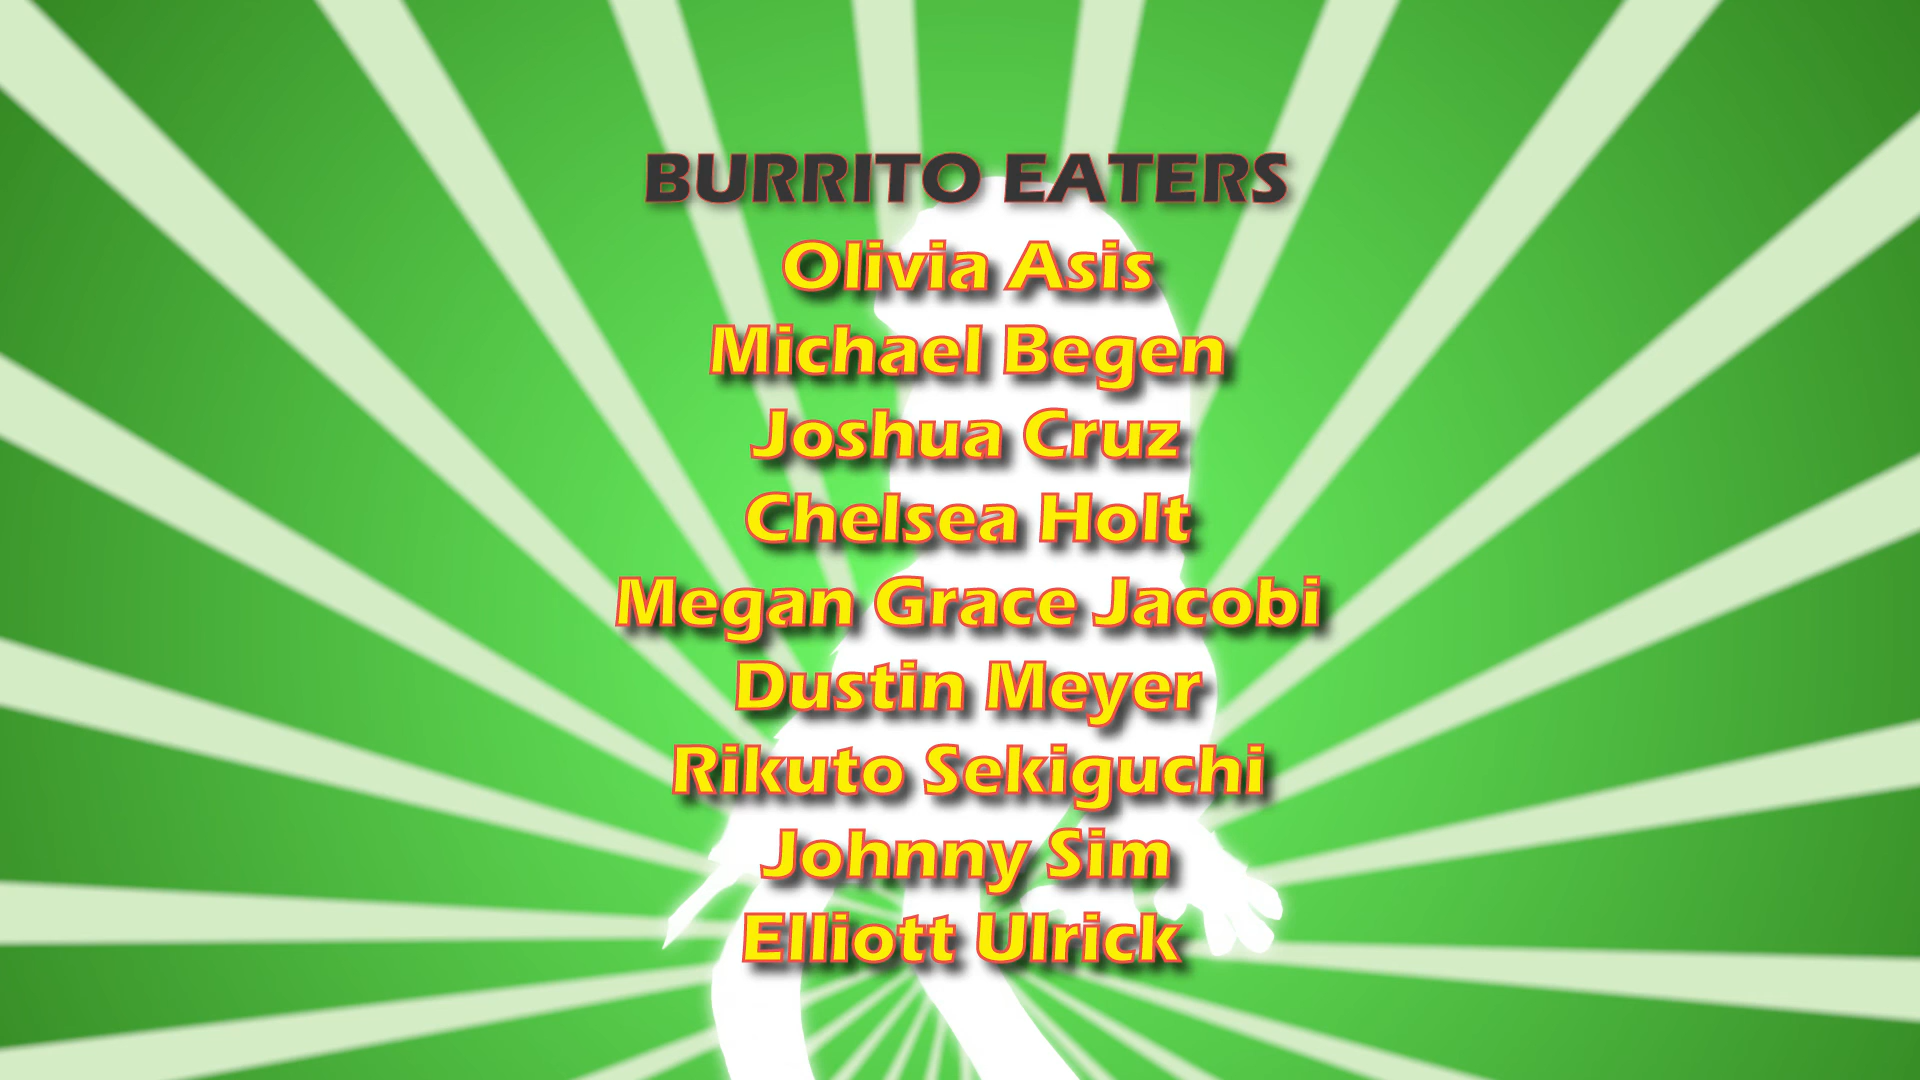 BURRITO EATERS
Olivia Asis
Michael Begen
Joshua Cruz
Chelsea Holt
Megan Grace Jacobi
Dustin Meyer
Rikuto Sekiguchi
Johnny Sim
Elliott Ulrick